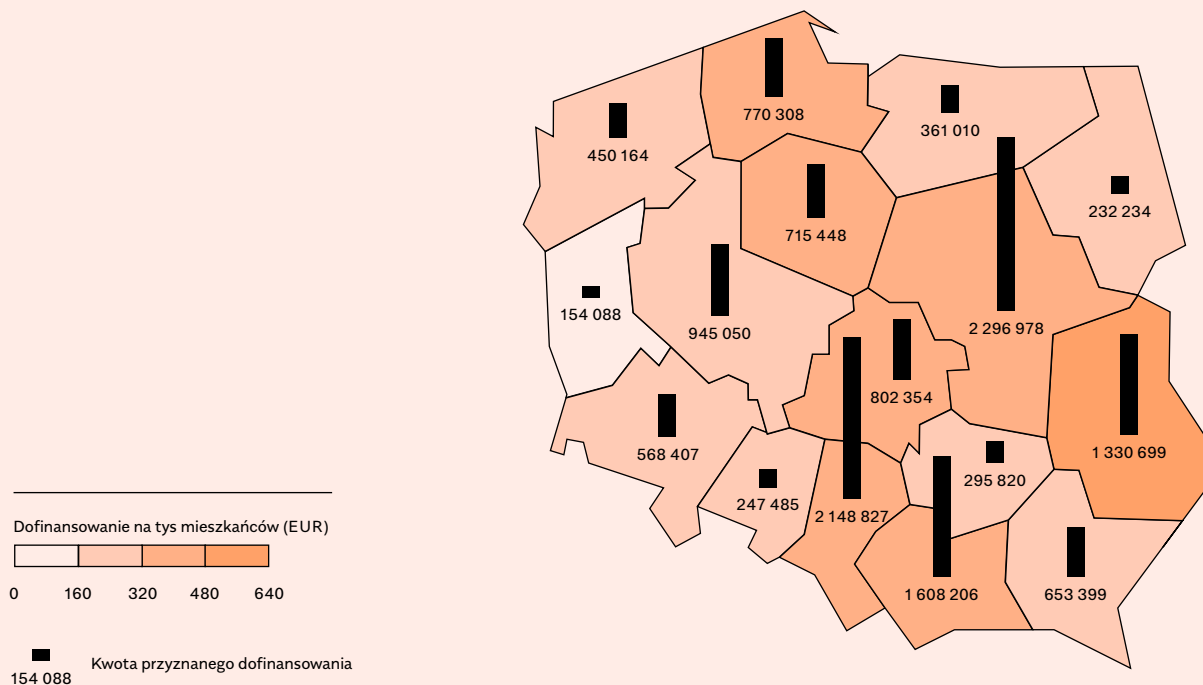 770 308
450 164
361 010
232 234
715 448
154 088
945 050
2 296 978
802 354
568 407
1 330 699
295 820
247 485
2 148 827
1 608 206
653 399
Dofinansowanie na tys mieszkańców (EUR)
0 160 320 480 640
Kwota przyznanego dofinansowania
154 088